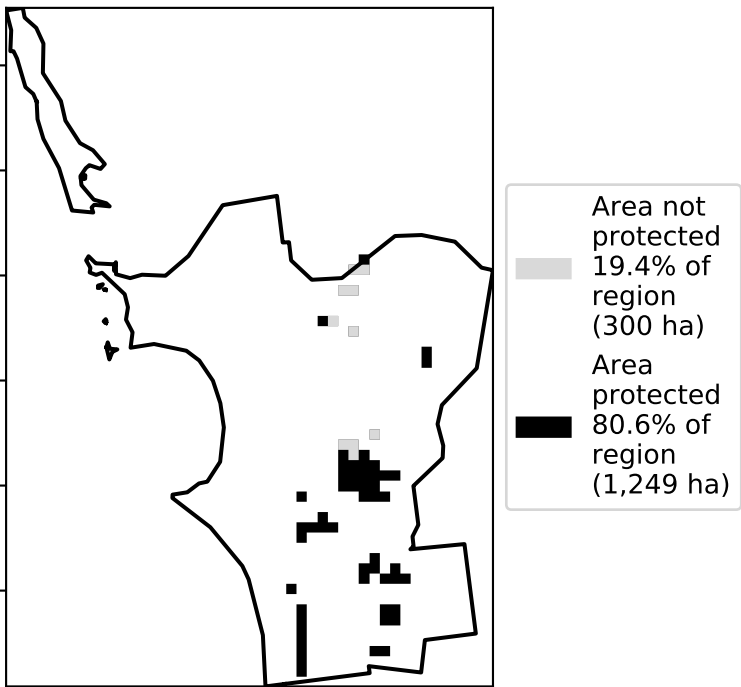 Area not
protected
19.4% of
region
(300 ha)
Area
protected
80.6% of
region
(1,249 ha)